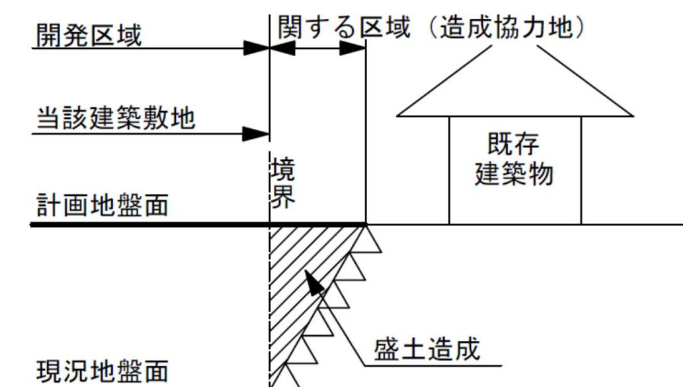 開発区域
関する区域（造成協力地）
当該建築敷地
既存
建築物
境
界
計画地盤面
盛土造成
現況地盤面